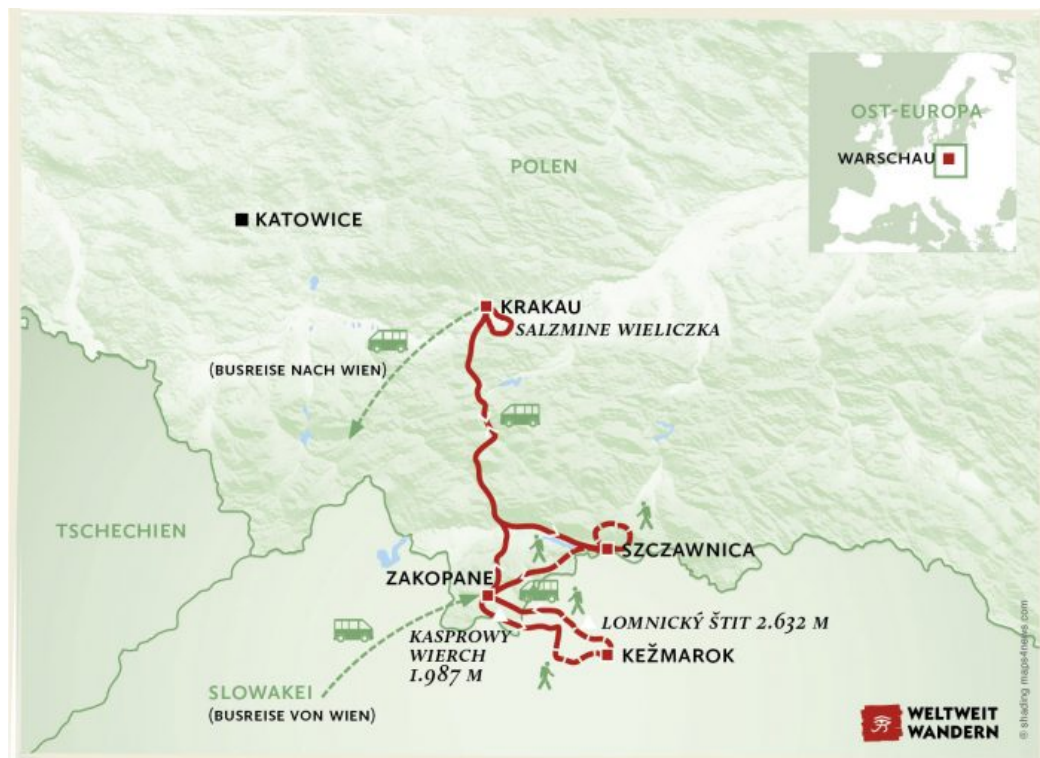 OST-EUROPA
WARSCHAU
POLEN
KATOWICE
KRAKAU
SALZMINE WIELICZKA
(BUSREISE NACH WIEN)
TSCHECHIEN
SZCZAWNICA
ZAKOPANE
LOMNICKÝ ŠTIT 2.632 M
KASPROWY
WIERCH
1.987 M
KEŽMAROK
SLOWAKEI
(BUSREISE VON WIEN)
WELTWEIT
WANDERN
© shading maps4news.com